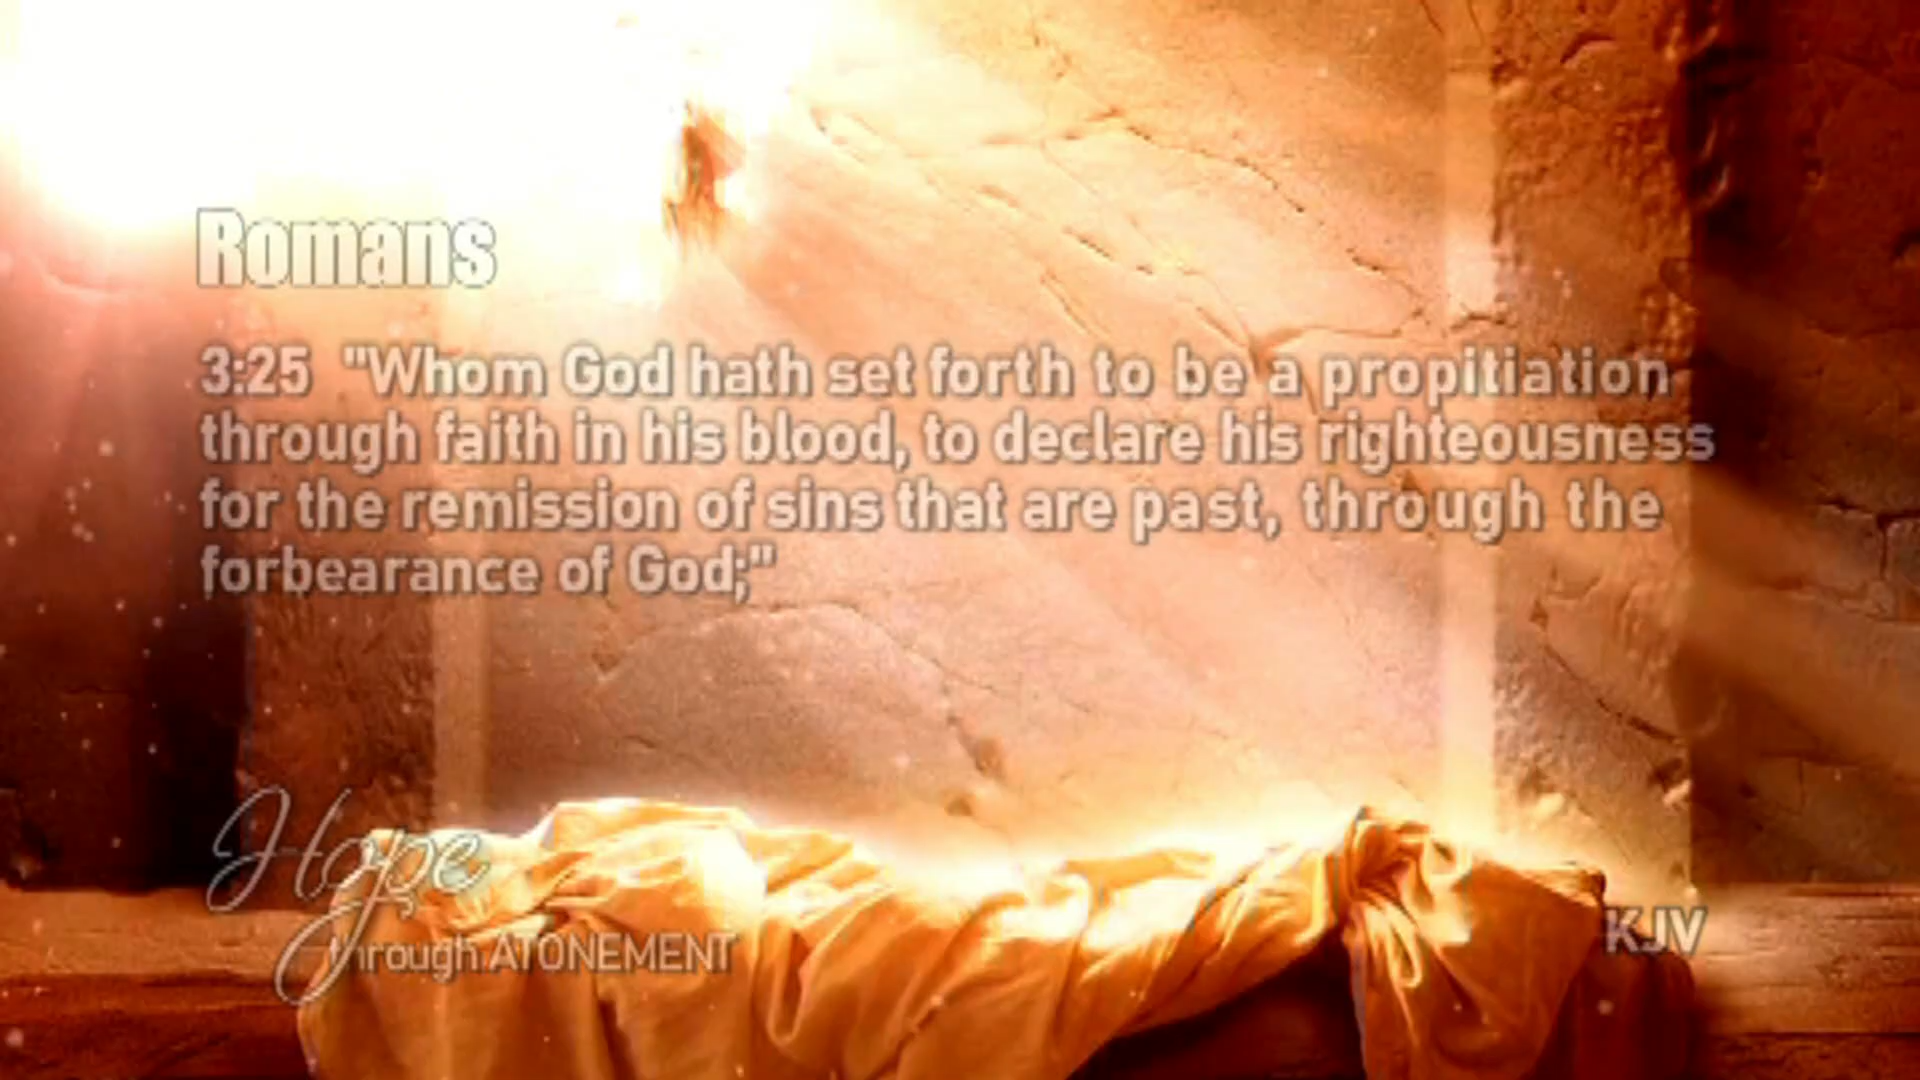 Romans
3:25 "Whom God hath set forth to be a propitiation
through faith in his blood, to declare his righteousness
for the remission of sins that are past, through the
forbearance of God;"
Hope
through ATONEMENT
KJV